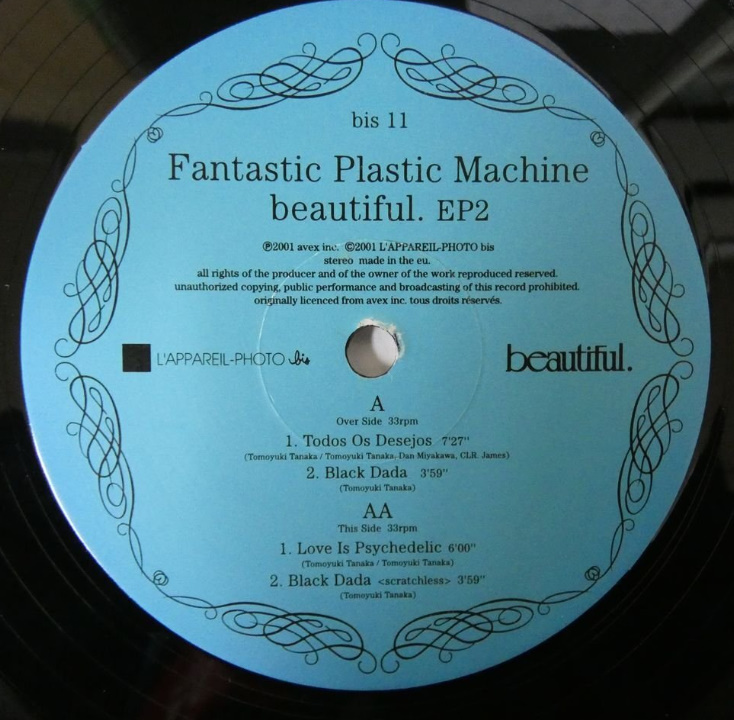 bis 11
Fantastic Plastic Machine
beautiful. EP2
℗2001 avex inc. ©2001 L'APPAREIL-PHOTO bis
stereo made in the eu.
all rights of the producer and of the owner of the work reproduced reserved.
unauthorized copying, public performance and broadcasting of this record prohibited.
originally licenced from avex inc. tous droits réservés.
L'APPAREIL-PHOTO bis
beautiful.
A
Over Side 33rpm
1. Todos Os Desejos 7'27"
(Tomoyuki Tanaka / Tomoyuki Tanaka, Dan Miyakawa, CLR. James)
2. Black Dada 3'59"
(Tomoyuki Tanaka)
AA
This Side 33rpm
1. Love Is Psychedelic 6'00"
(Tomoyuki Tanaka / Tomoyuki Tanaka)
2. Black Dada <scratchless> 3'59"
(Tomoyuki Tanaka)